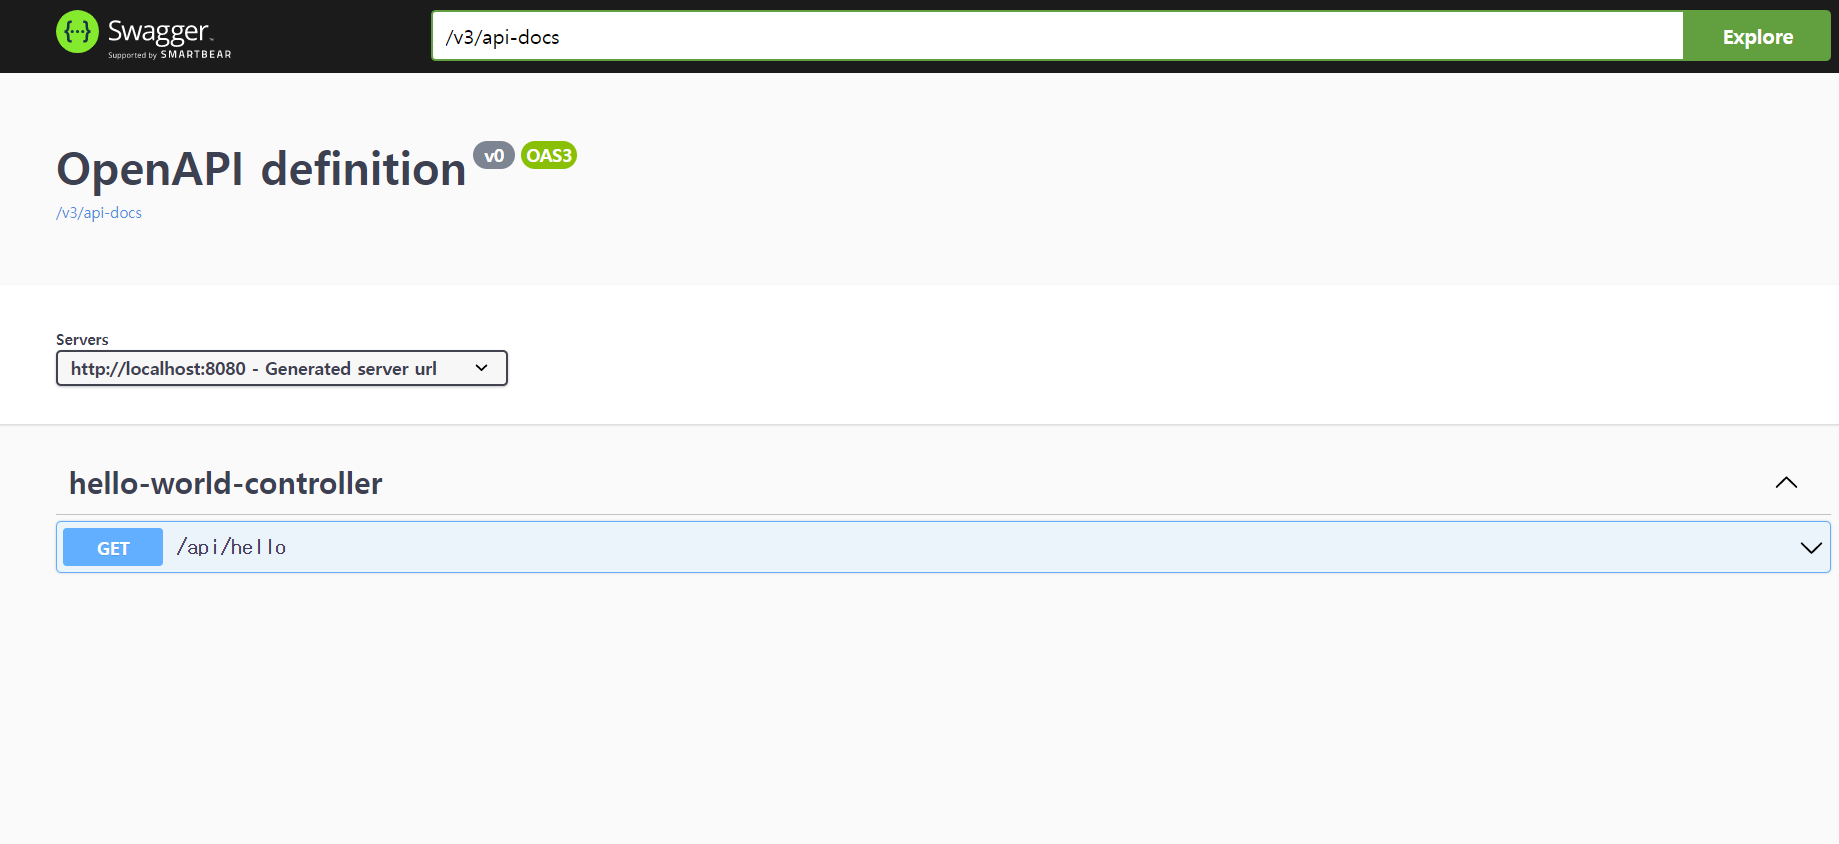 {···} Swagger™
Supported by SMARTBEAR
/v3/api-docs
Explore
OpenAPI definition v0 OAS3
/v3/api-docs
Servers
http://localhost:8080 - Generated server url
hello-world-controller
GET /api/hello